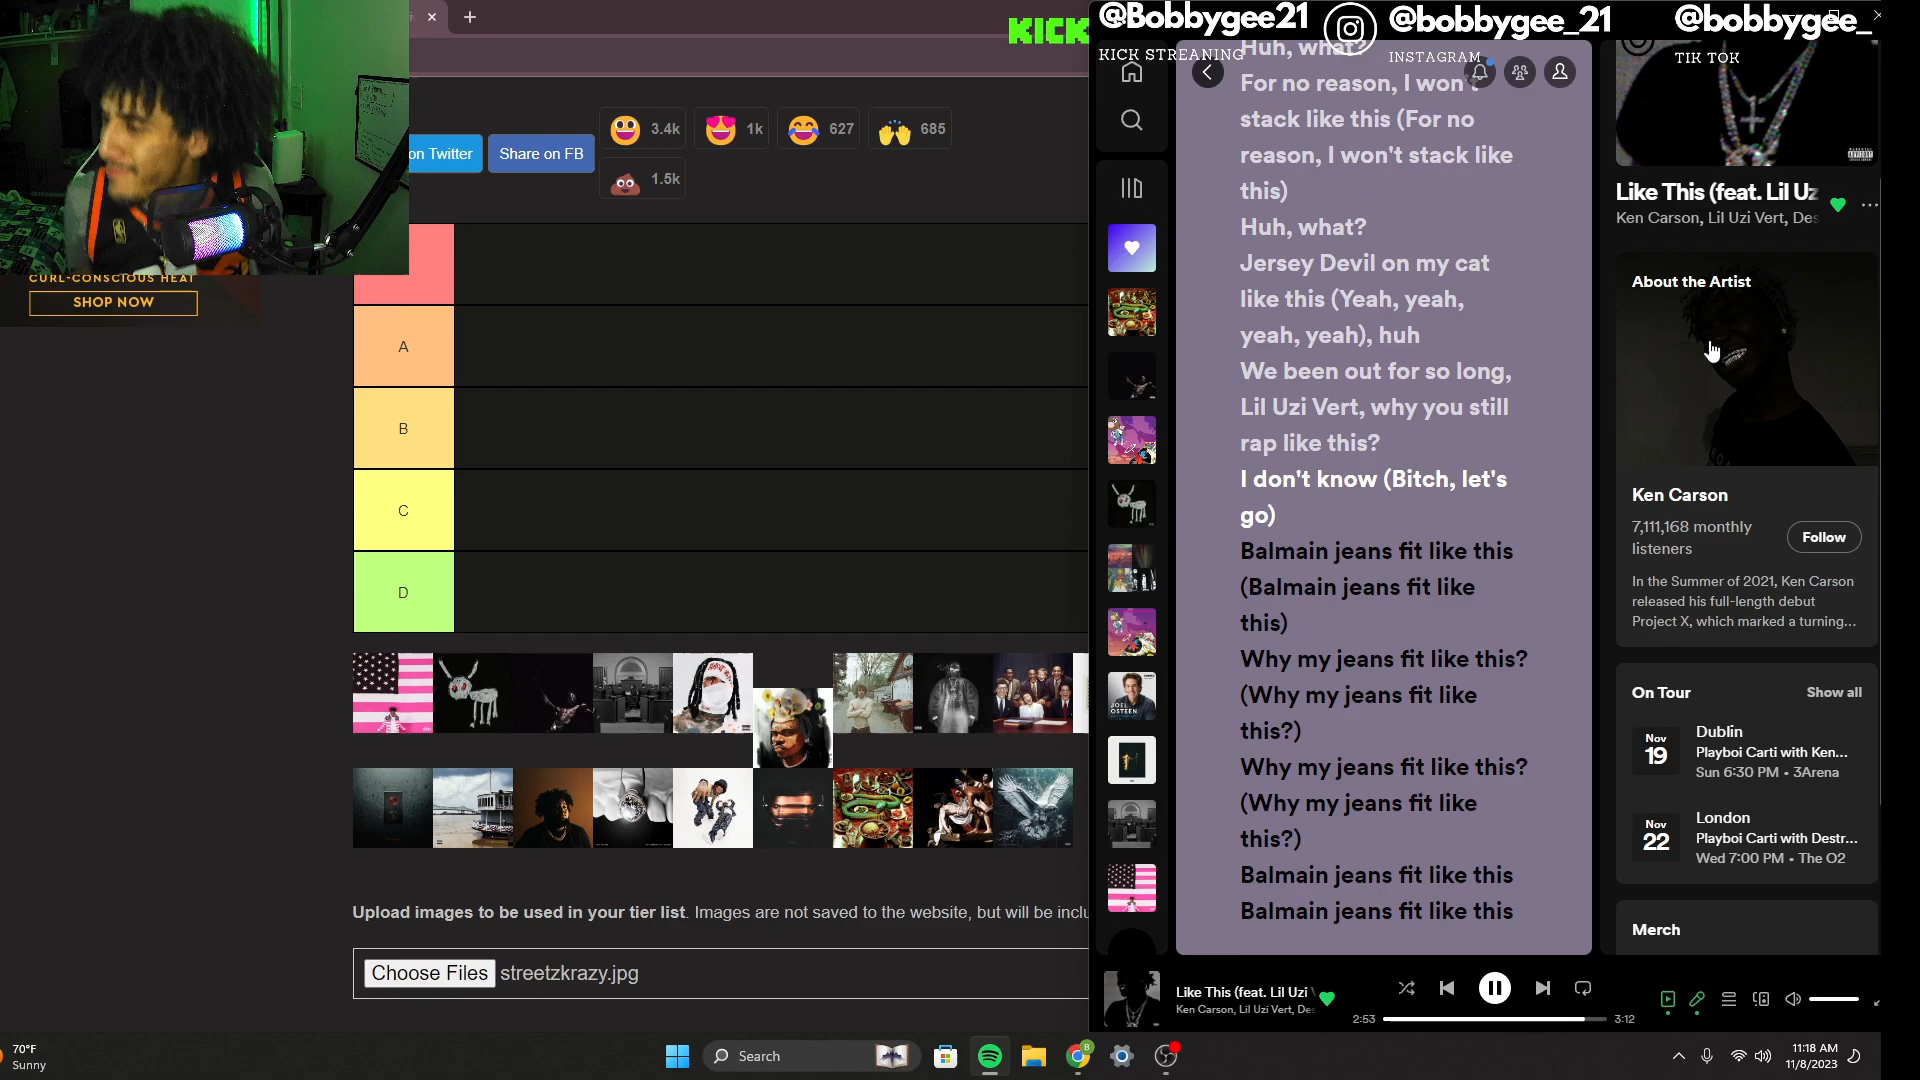 KICK
@Bobbygee21
KICK STREANING
@bobbygee_21
INSTAGRAM
@bobbygee_
TIK TOK
on Twitter
Share on FB
3.4k
1k
627
685
1.5k
CURL-CONSCIOUS HEAT
SHOP NOW
A
B
C
D
Upload images to be used in your tier list. Images are not saved to the website, but will be inclu
Choose Files streetzkrazy.jpg
Huh, what?
For no reason, I won't
stack like this (For no
reason, I won't stack like
this)
Huh, what?
Jersey Devil on my cat
like this (Yeah, yeah,
yeah, yeah), huh
We been out for so long,
Lil Uzi Vert, why you still
rap like this?
I don't know (Bitch, let's
go)
Balmain jeans fit like this
(Balmain jeans fit like
this)
Why my jeans fit like this?
(Why my jeans fit like
this?)
Why my jeans fit like this?
(Why my jeans fit like
this?)
Balmain jeans fit like this
Balmain jeans fit like this
JOEL
OSTEEN
Like This (feat. Lil Uz
Ken Carson, Lil Uzi Vert, Des
About the Artist
Ken Carson
7,111,168 monthly
listeners
Follow
In the Summer of 2021, Ken Carson
released his full-length debut
Project X, which marked a turning...
On Tour
Show all
Nov
19
Dublin
Playboi Carti with Ken...
Sun 6:30 PM • 3Arena
Nov
22
London
Playboi Carti with Destr...
Wed 7:00 PM • The O2
Merch
Like This (feat. Lil Uzi
Ken Carson, Lil Uzi Vert, Des
2:53
3:12
70°F
Sunny
Search
11:18 AM
11/8/2023